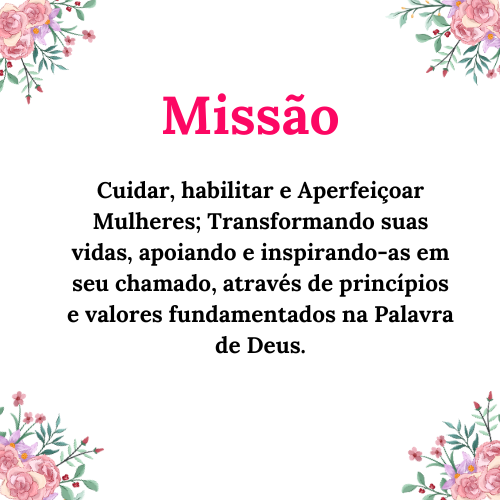 Missão
Cuidar, habilitar e Aperfeiçoar
Mulheres; Transformando suas
vidas, apoiando e inspirando-as em
seu chamado, através de princípios
e valores fundamentados na Palavra
de Deus.